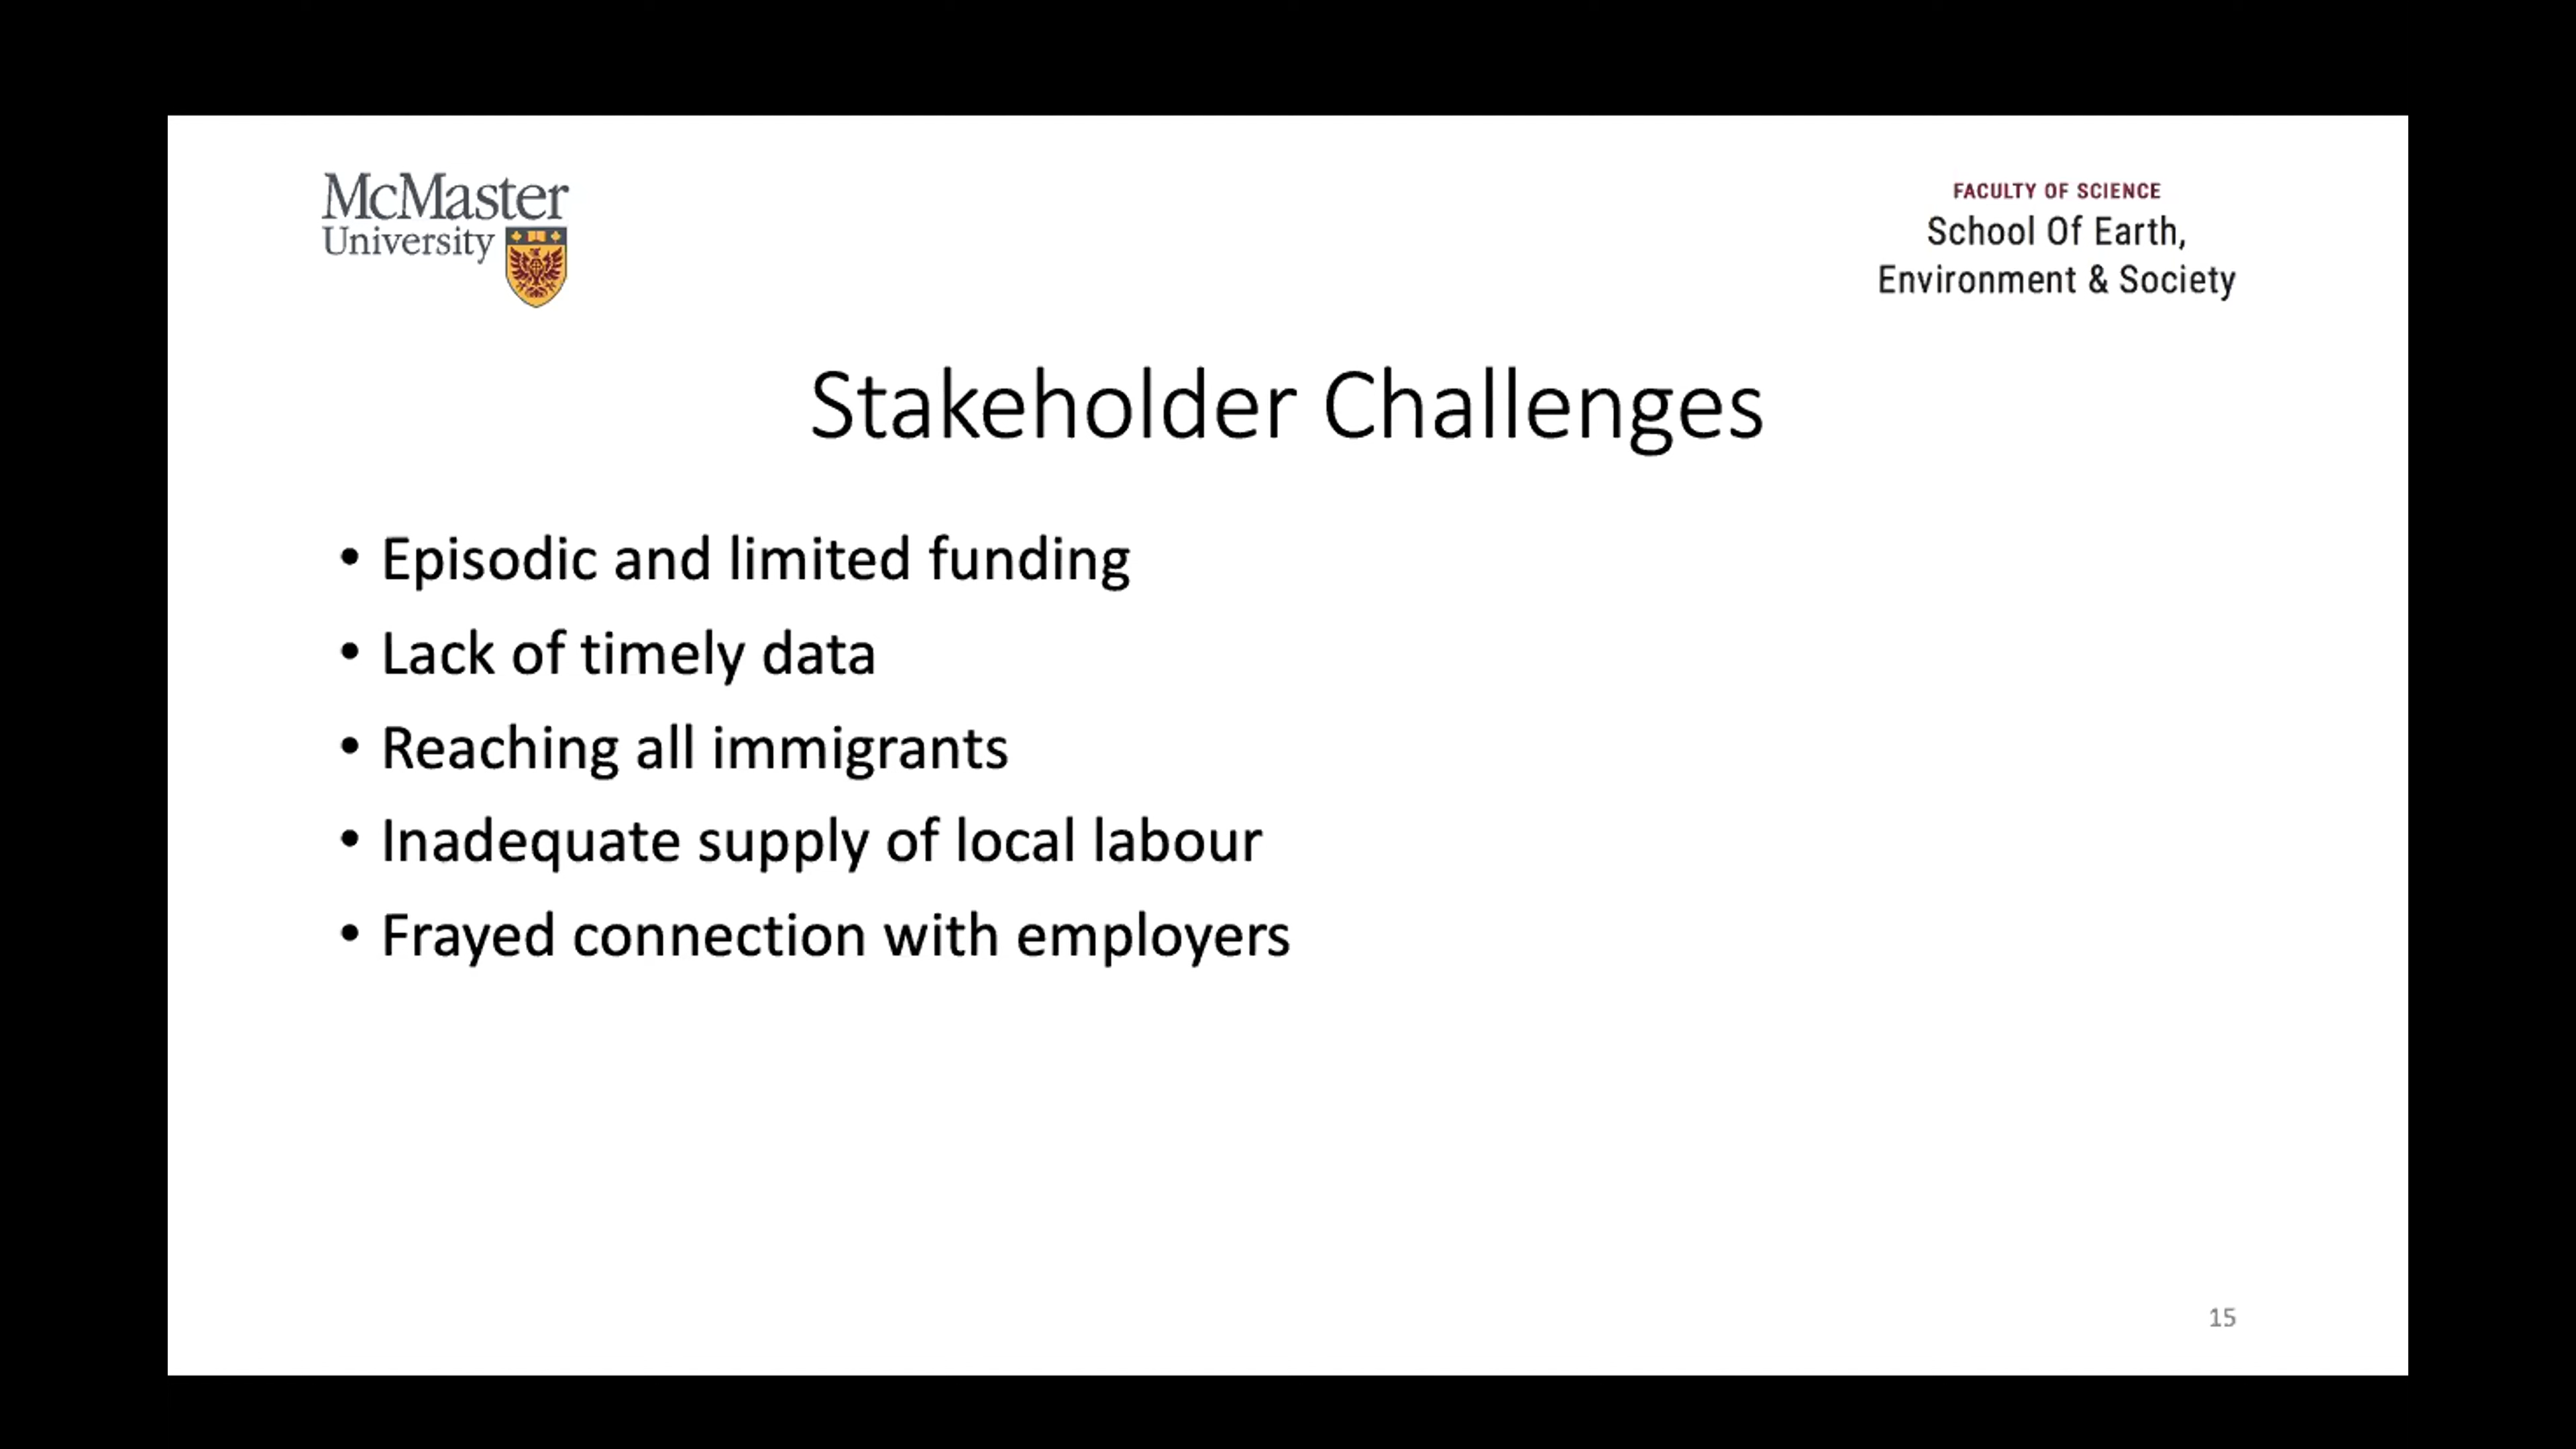 McMaster
University
FACULTY OF SCIENCE
School Of Earth,
Environment & Society
Stakeholder Challenges
• Episodic and limited funding
• Lack of timely data
• Reaching all immigrants
• Inadequate supply of local labour
• Frayed connection with employers
15